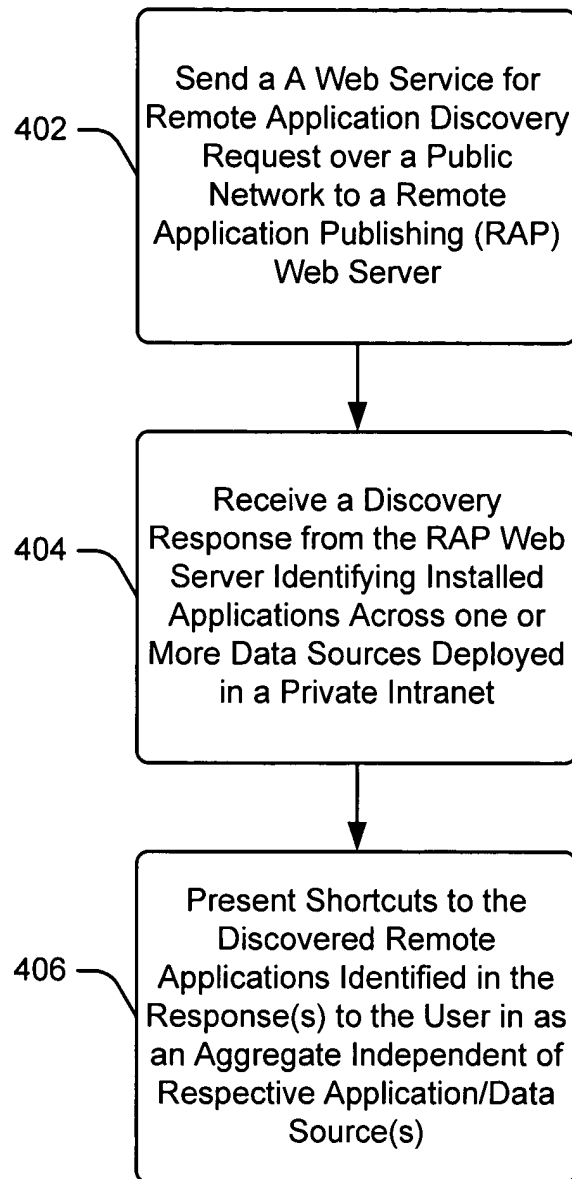 Send a A Web Service for
402
Remote Application Discovery
Request over a Public
Network to a Remote
Application Publishing (RAP)
Web Server
Receive a Discovery
404
Response from the RAP Web
Server Identifying Installed
Applications Across one or
More Data Sources Deployed
in a Private Intranet
Present Shortcuts to the
Discovered Remote
406
Applications Identified in the
Response(s) to the User in as
an Aggregate Independent of
Respective Application/Data
Source(s)